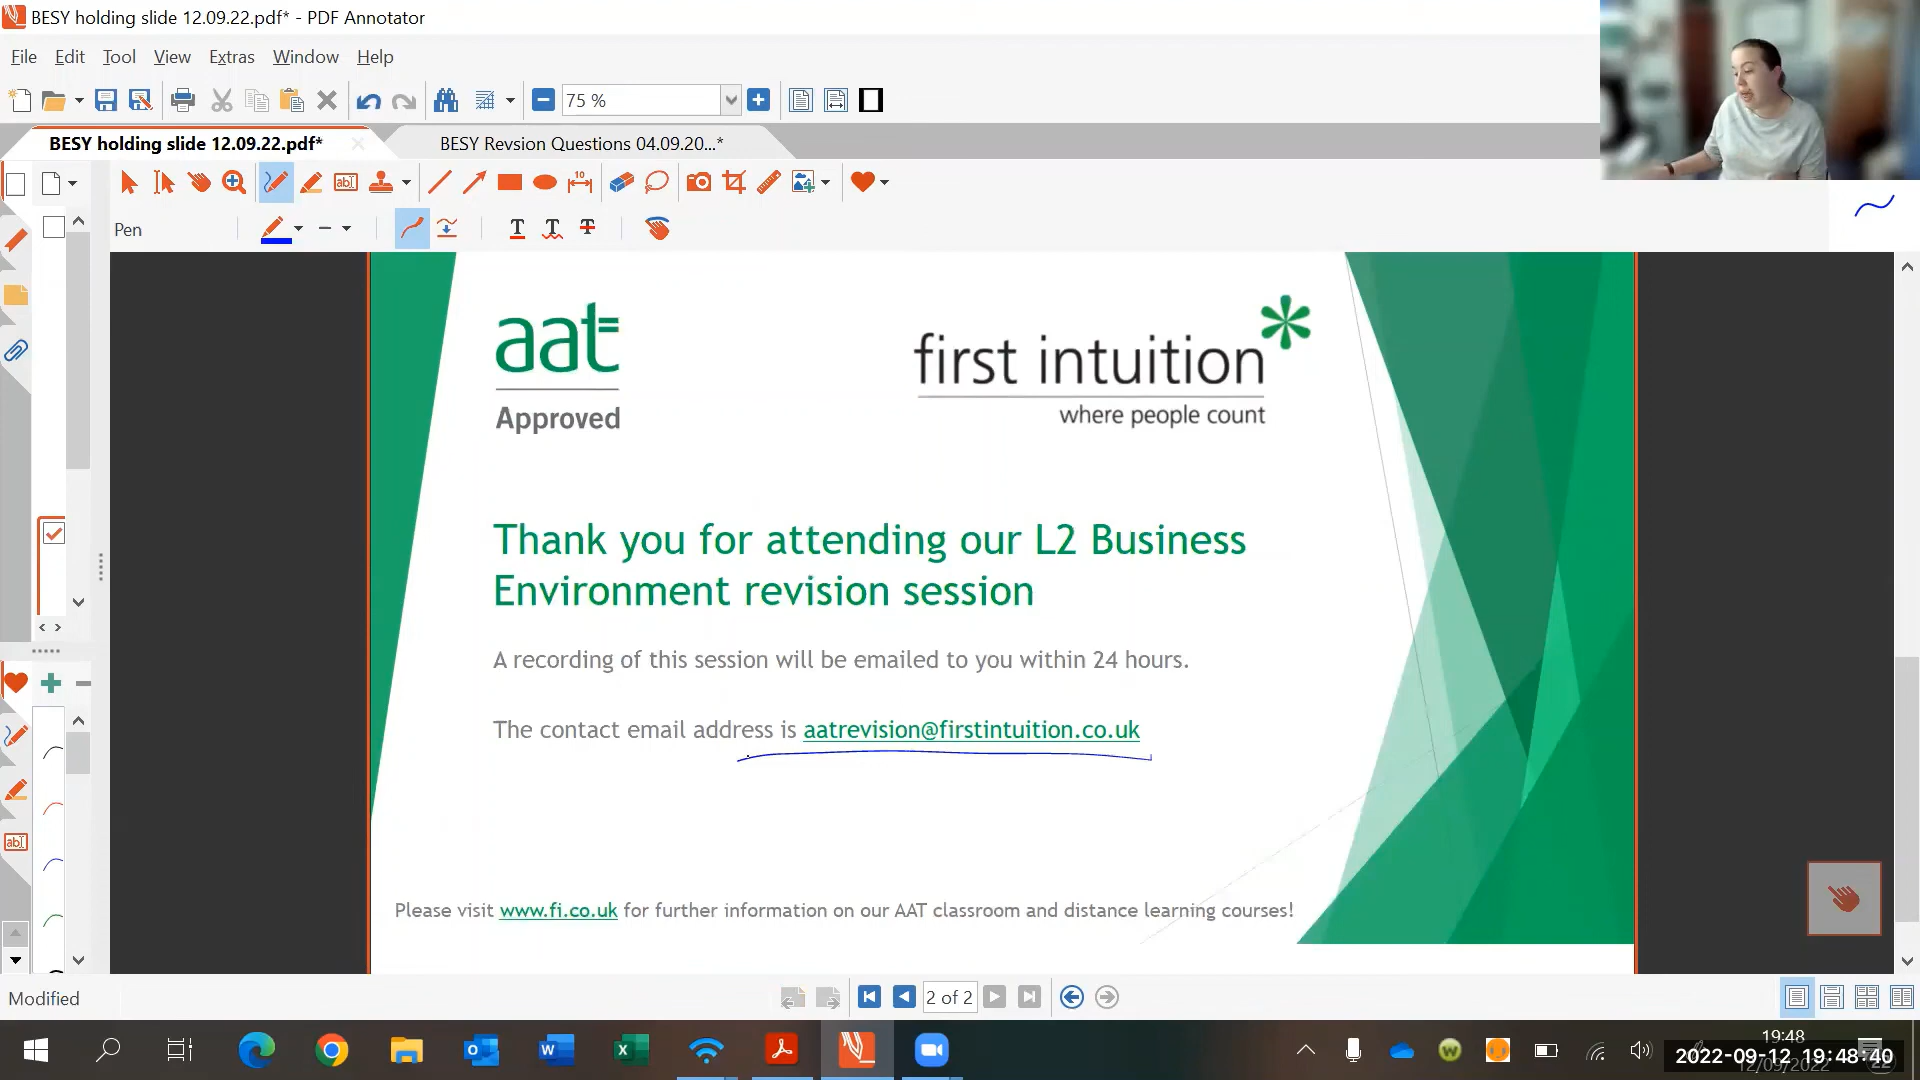 BESY holding slide 12.09.22.pdf* - PDF Annotator
File Edit Tool View Extras Window Help
75 %
BESY holding slide 12.09.22.pdf*
BESY Revsion Questions 04.09.20...*
Pen
aat
Approved
first intuition
where people count
Thank you for attending our L2 Business
Environment revision session
A recording of this session will be emailed to you within 24 hours.
The contact email address is aatrevision@firstintuition.co.uk
Please visit www.fi.co.uk for further information on our AAT classroom and distance learning courses!
Modified
2 of 2
19:48
2022-09-12 19:48:40
12/09/2022
22